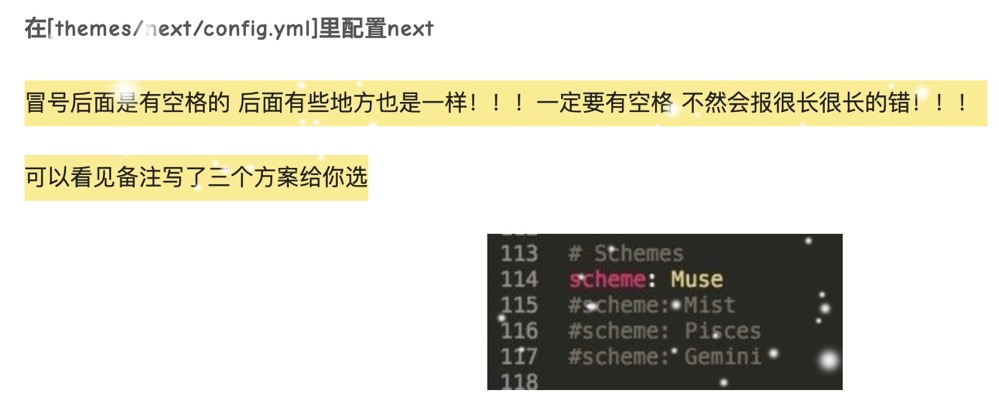 在[themes/next/config.yml]里配置next
冒号后面是有空格的 后面有些地方也是一样！！！一定要有空格 不然会报很长很长的错！！！
可以看见备注写了三个方案给你选
113 # Schemes
114 scheme: Muse
115 #scheme: Mist
116 #scheme: Pisces
117 #scheme: Gemini
118